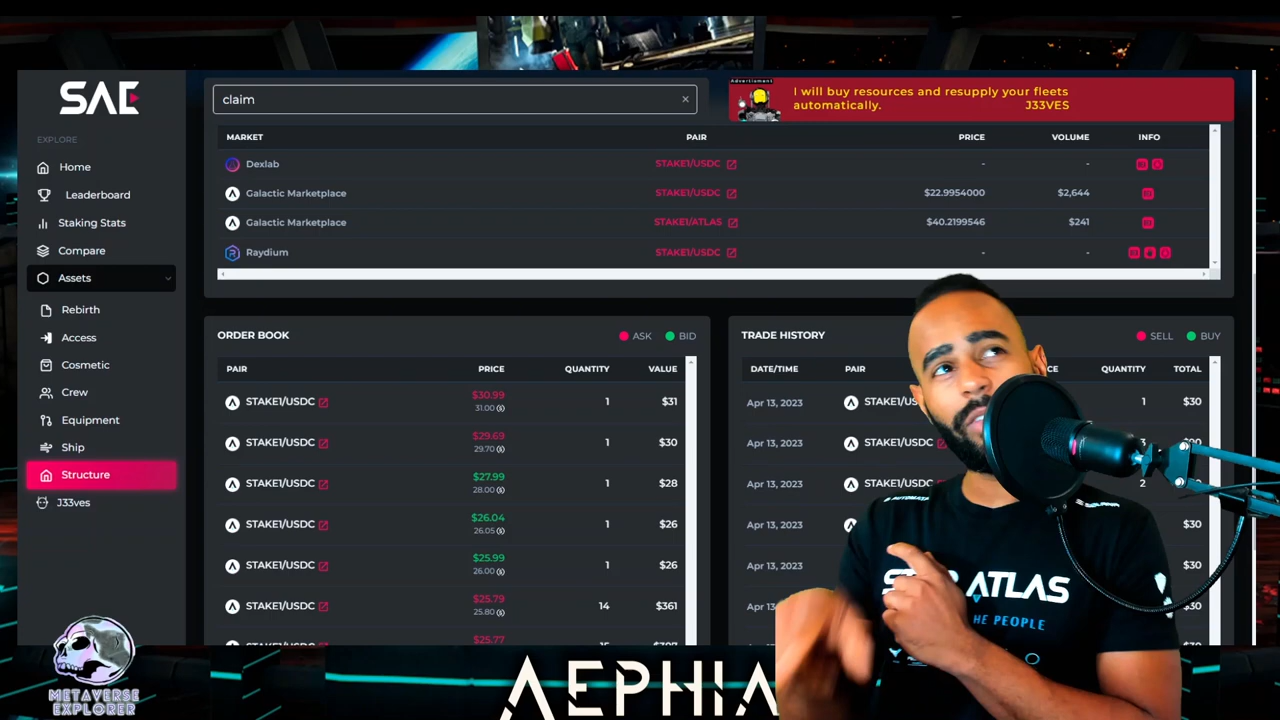 SAE
EXPLORE
Home
Leaderboard
Staking Stats
Compare
Assets
Rebirth
Access
Cosmetic
Crew
Equipment
Ship
Structure
J33ves
METAVERSE
EXPLORER
claim
Advertisment
I will buy resources and resupply your fleets
automatically. J33VES
MARKET PAIR PRICE VOLUME INFO
Dexlab STAKE1/USDC - -
Galactic Marketplace STAKE1/USDC $22.9954000 $2,644
Galactic Marketplace STAKE1/ATLAS $40.2199546 $241
Raydium STAKE1/USDC - -
ORDER BOOK ASK BID
PAIR PRICE QUANTITY VALUE
STAKE1/USDC $30.99 1 $31
31.00
STAKE1/USDC $29.69 1 $30
29.70
STAKE1/USDC $27.99 1 $28
28.00
STAKE1/USDC $26.04 1 $26
26.05
STAKE1/USDC $25.99 1 $26
26.00
STAKE1/USDC $25.79 14 $361
25.80
$25.77
TRADE HISTORY SELL BUY
DATE/TIME PAIR QUANTITY TOTAL
Apr 13, 2023 1 $30
Apr 13, 2023
Apr 13, 2023 2
Apr 13, 2023 $30
Apr 13, 2023 $30
$30
ATLAS
HE PEOPLE
AEPHIA